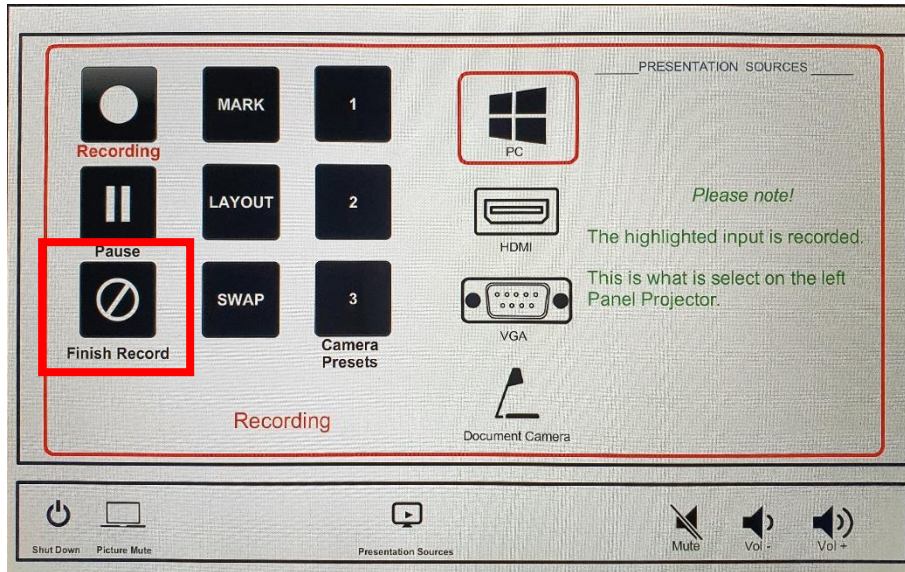 PRESENTATION SOURCES
MARK
1
Recording
PC
LAYOUT
2
Please note!
Pause
HDMI
The highlighted input is recorded.
This is what is select on the left
Panel Projector.
SWAP
3
Finish Record
Camera
Presets
VGA
Recording
Document Camera
Shut Down
Picture Mute
Presentation Sources
Mute
Vol -
Vol +